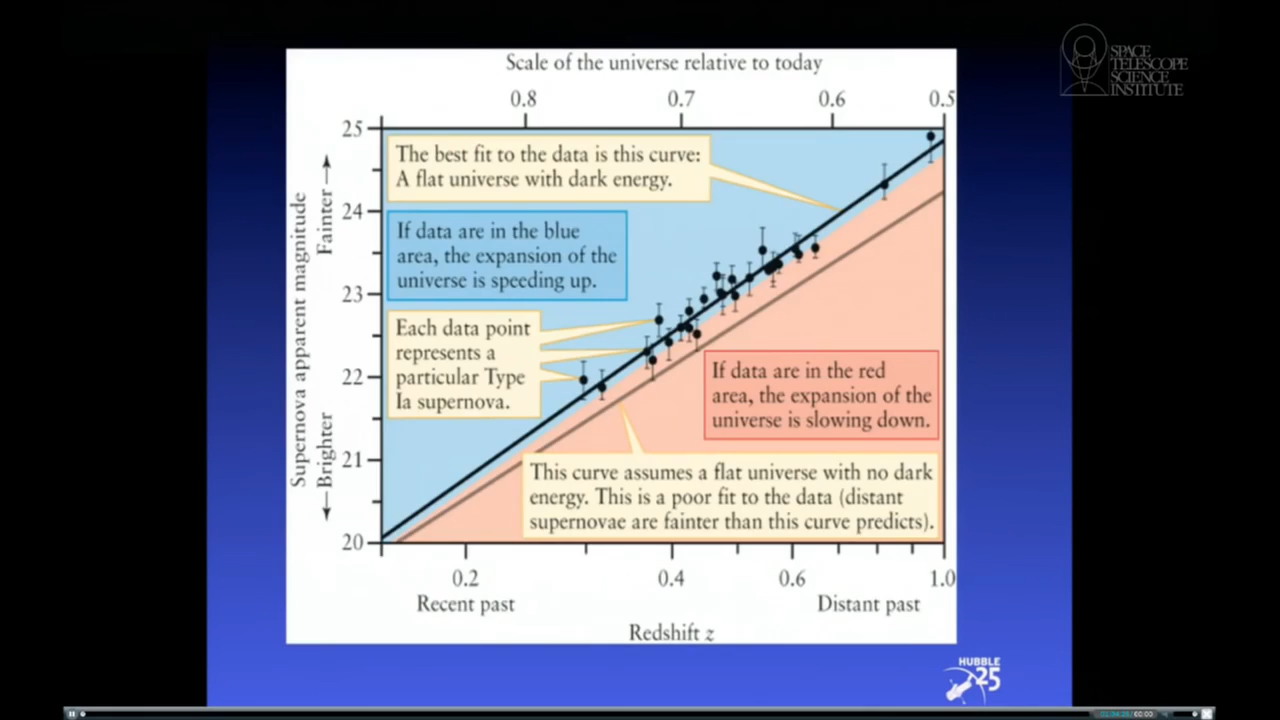 SPACE
TELESCOPE
SCIENCE
INSTITUTE
Scale of the universe relative to today
0.8 0.7 0.6 0.5
25
24
23
22
21
20
Supernova apparent magnitude
Fainter
Brighter
The best fit to the data is this curve:
A flat universe with dark energy.
If data are in the blue
area, the expansion of the
universe is speeding up.
Each data point
represents a
particular Type
Ia supernova.
If data are in the red
area, the expansion of the
universe is slowing down.
This curve assumes a flat universe with no dark
energy. This is a poor fit to the data (distant
supernovae are fainter than this curve predicts).
0.2 0.4 0.6 1.0
Recent past Distant past
Redshift z
HUBBLE
25